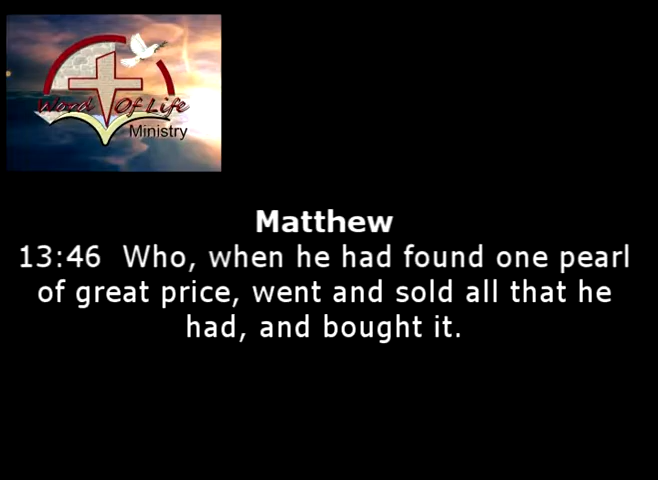 Word Of Life
Ministry
Matthew
13:46 Who, when he had found one pearl
of great price, went and sold all that he
had, and bought it.